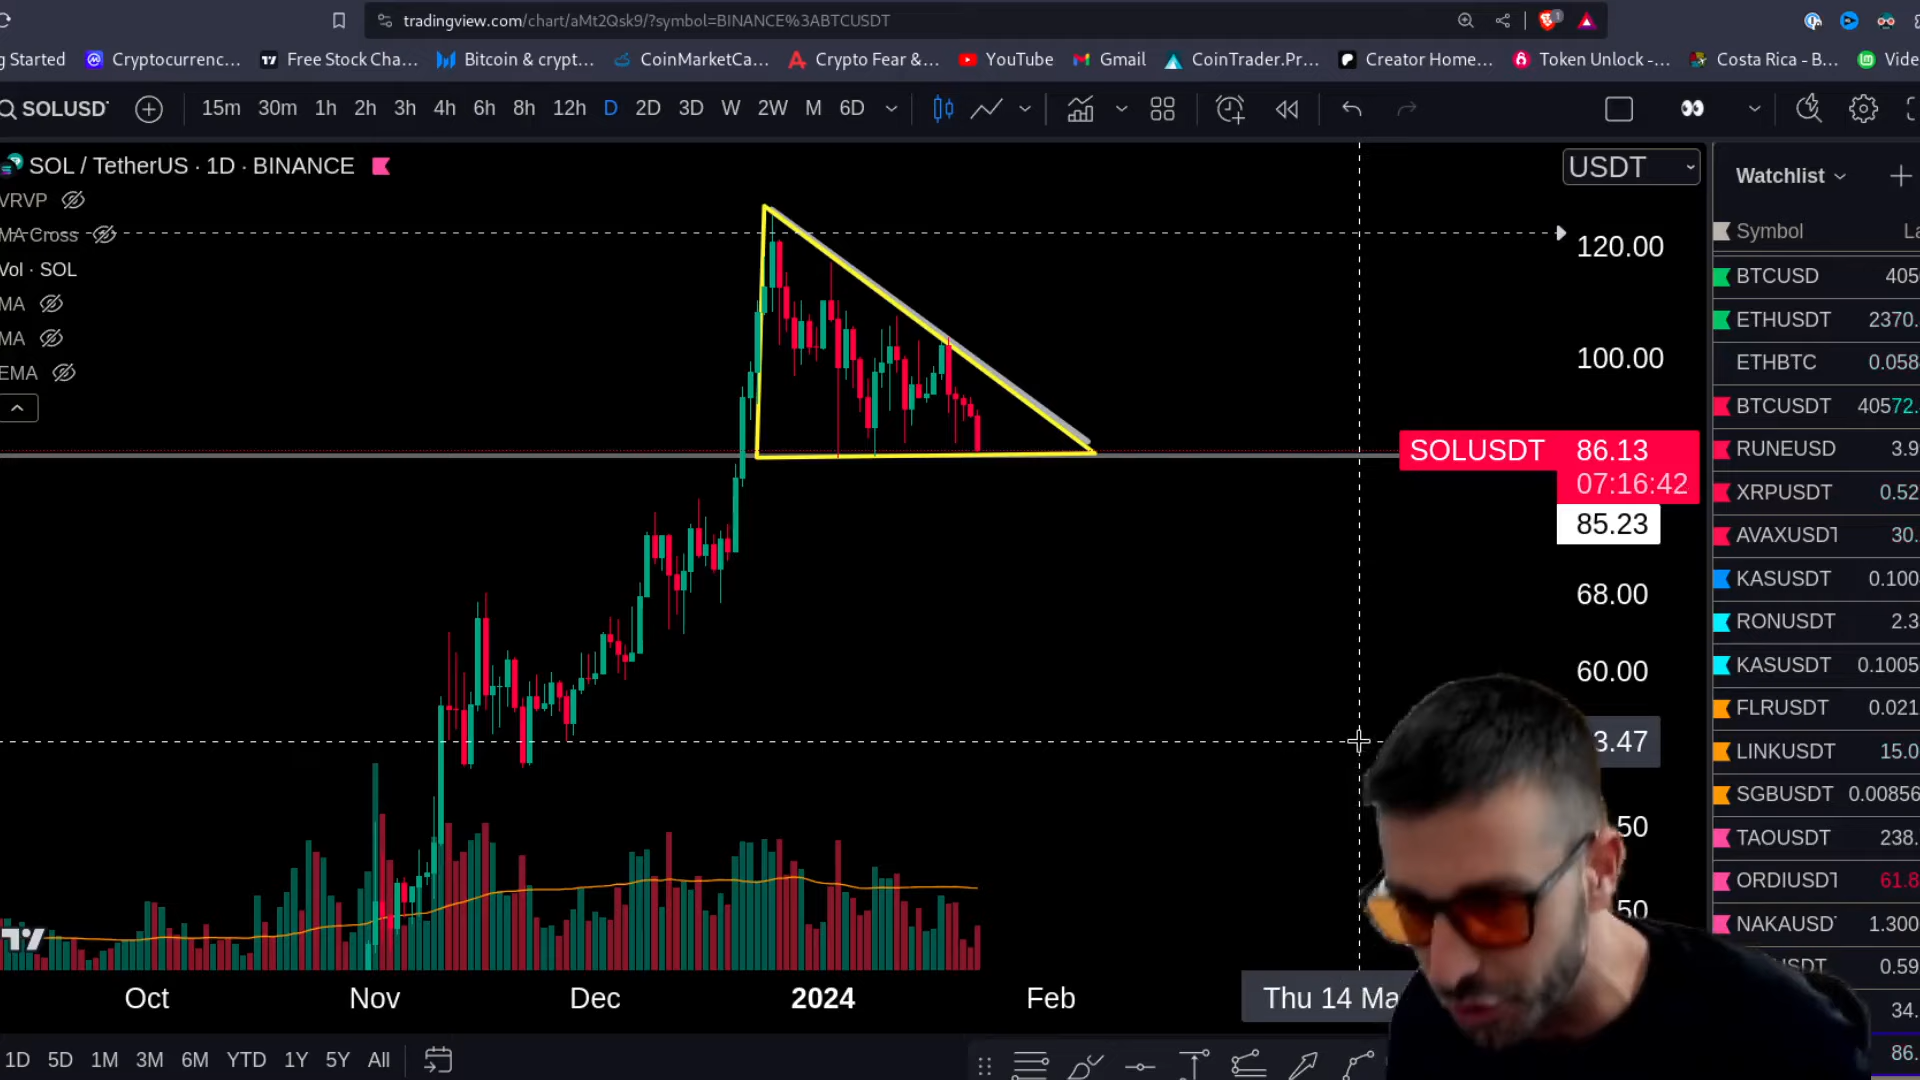 tradingview.com/chart/aMt2Qsk9/?symbol=BINANCE%3ABTCUSDT
1
g Started Cryptocurrenc... Free Stock Cha... Bitcoin & crypt... CoinMarketCa... Crypto Fear &... YouTube Gmail CoinTrader.Pr... Creator Home... Token Unlock -... Costa Rica - B... Vide
SOLUSD 15m 30m 1h 2h 3h 4h 6h 8h 12h D 2D 3D W 2W M 6D
SOL / TetherUS · 1D · BINANCE
USDT
Watchlist
VRVP
MA Cross
Symbol La
Vol · SOL
MA
MA
EMA
120.00
100.00
SOLUSDT 86.13
07:16:42
85.23
68.00
60.00
3.47
50
50
BTCUSD 405
ETHUSDT 2370.
ETHBTC 0.058
BTCUSDT 40572.
RUNEUSD 3.9
XRPUSDT 0.52
AVAXUSDT 30.
KASUSDT 0.100
RONUSDT 2.3
KASUSDT 0.1005
FLRUSDT 0.021
LINKUSDT 15.0
SGBUSDT 0.00856
TAOUSDT 238.
ORDIUSDT 61.8
NAKAUSD 1.300
USDT 0.59
34.
86.
Oct Nov Dec 2024 Feb Thu 14 Ma
1D 5D 1M 3M 6M YTD 1Y 5Y All